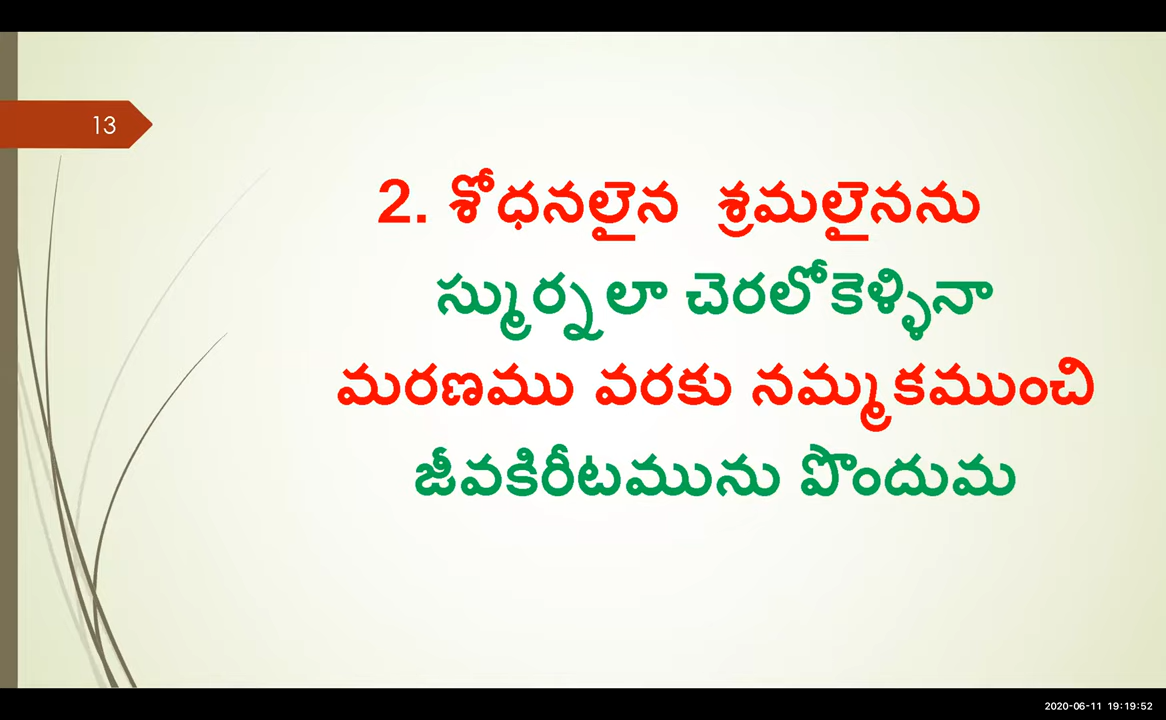 13
2. శోధనలైన శ్రమలైనను
స్ముర్నలా చెరలోకెళ్ళినా
మరణము వరకు నమ్మకముంచి
జీవకిరీటమును పొందుమ
2020-06-11 19:19:52